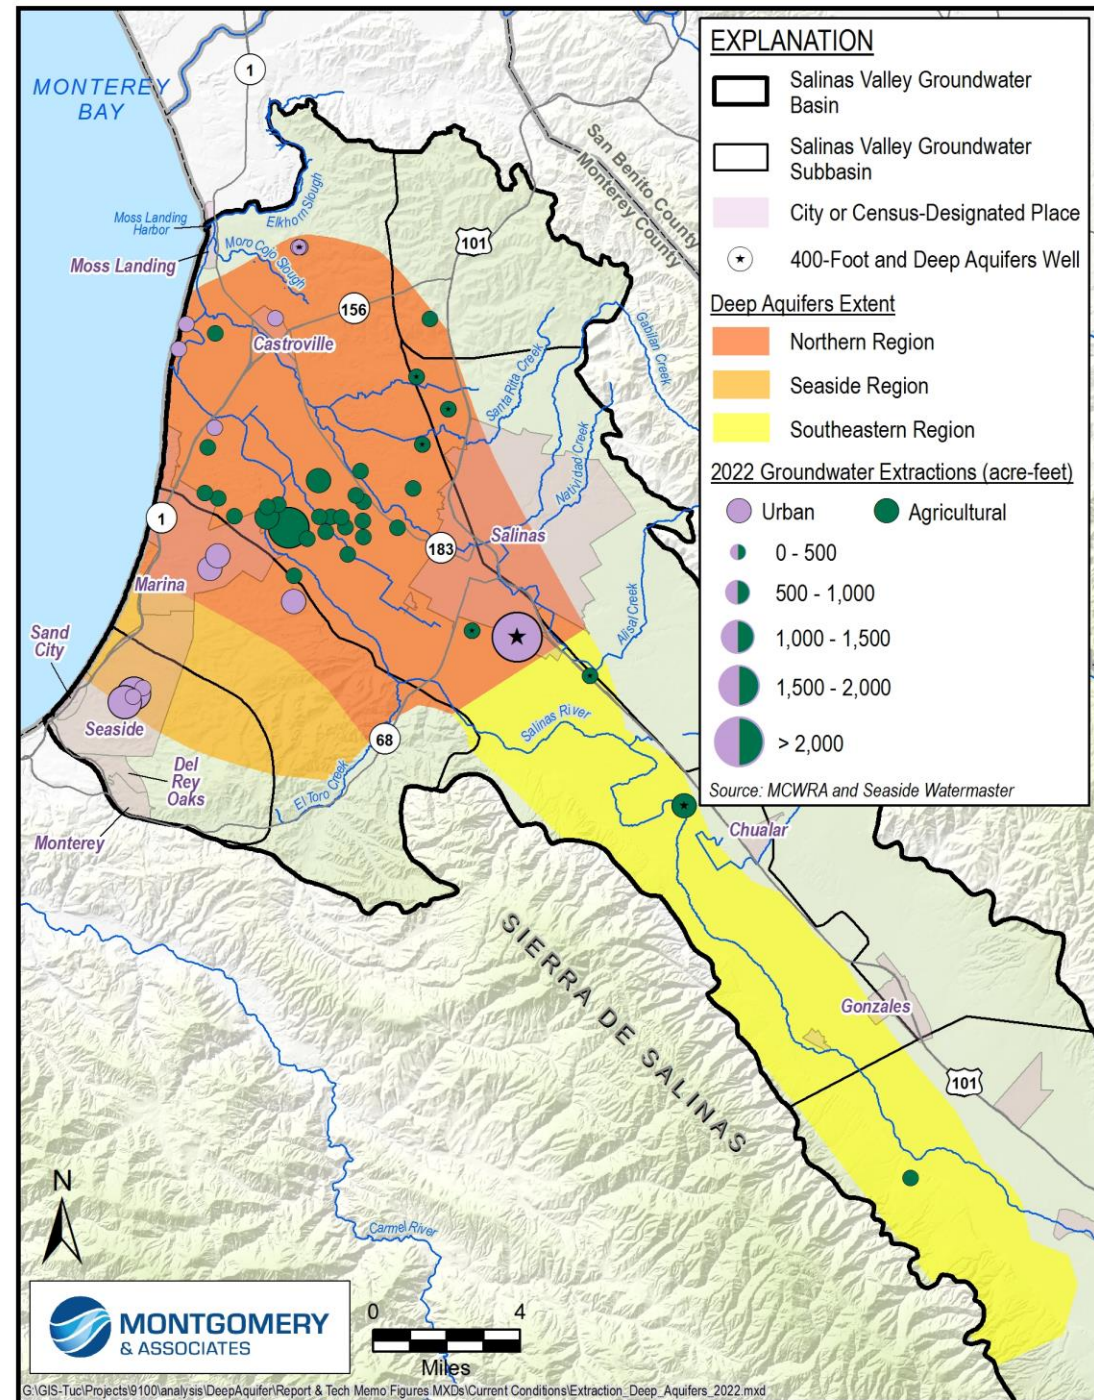 MONTEREY
BAY
1
San Benito County
Monterey County
Moss Landing
Harbor
Elkhorn Slough
101
Moss Landing
Moro Cojo Slough
156
Castroville
Gabilan Creek
Santa Rita Creek
Natividad Creek
1
183
Salinas
Marina
Alisal Creek
Sand
City
Seaside
68
Salinas River
Del
Rey
Oaks
El Toro Creek
Monterey
Chualar
SIERRA DE SALINAS
Gonzales
101
Carmel River
N
EXPLANATION
Salinas Valley Groundwater
Basin
Salinas Valley Groundwater
Subbasin
City or Census-Designated Place
400-Foot and Deep Aquifers Well
Deep Aquifers Extent
Northern Region
Seaside Region
Southeastern Region
2022 Groundwater Extractions (acre-feet)
Urban Agricultural
0 - 500
500 - 1,000
1,000 - 1,500
1,500 - 2,000
> 2,000
Source: MCWRA and Seaside Watermaster
MONTGOMERY
& ASSOCIATES
0 4
Miles
G:\GIS-Tuc\Projects\9100\analysis\DeepAquifer\Report & Tech Memo Figures MXDs\Current Conditions\Extraction_Deep_Aquifers_2022.mxd